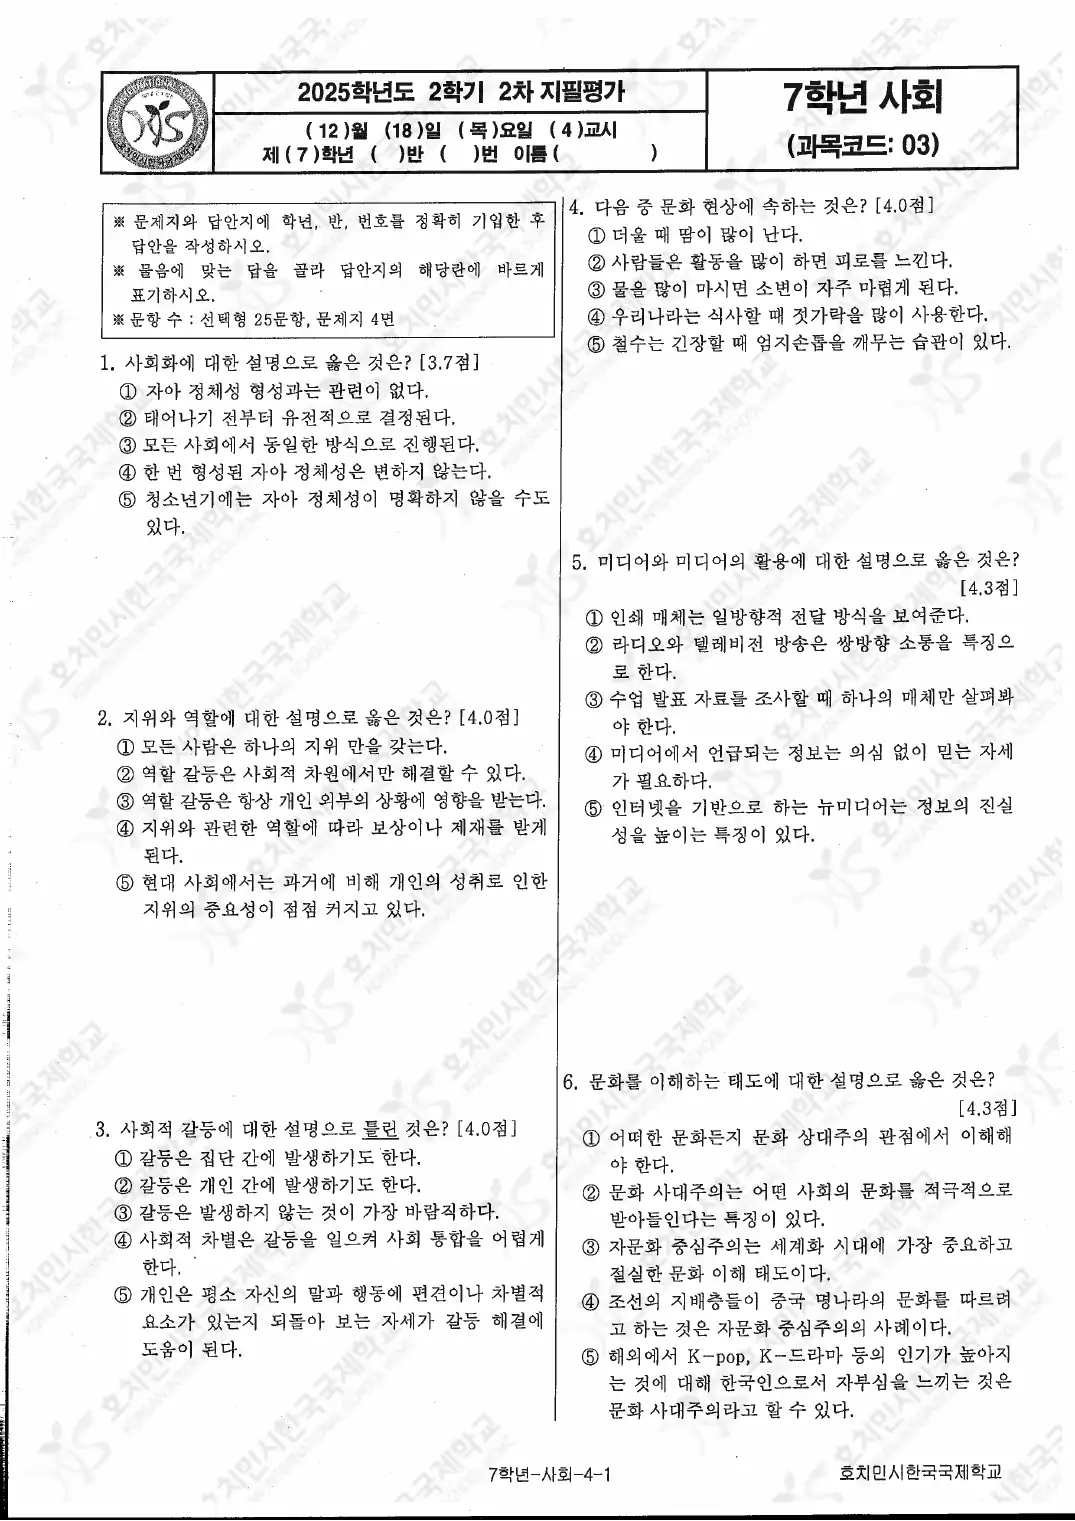 2025학년도 2학기 2차 지필평가
( 12 )월 (18 )일 ( 목 )요일 ( 4 )교시
제 ( 7 )학년 ( )반 ( )번 이름 ( )
7학년 사회
(과목코드: 03)
※ 문제지와 답안지에 학년, 반, 번호를 정확히 기입한 후
답안을 작성하시오.
※ 물음에 맞는 답을 골라 답안지의 해당란에 바르게
표기하시오.
※ 문항 수 : 선택형 25문항, 문제지 4면
1. 사회화에 대한 설명으로 옳은 것은? [3.7점]
① 자아 정체성 형성과는 관련이 없다.
② 태어나기 전부터 유전적으로 결정된다.
③ 모든 사회에서 동일한 방식으로 진행된다.
④ 한 번 형성된 자아 정체성은 변하지 않는다.
⑤ 청소년기에는 자아 정체성이 명확하지 않을 수도
있다.
2. 지위와 역할에 대한 설명으로 옳은 것은? [4.0점]
① 모든 사람은 하나의 지위 만을 갖는다.
② 역할 갈등은 사회적 차원에서만 해결할 수 있다.
③ 역할 갈등은 항상 개인 외부의 상황에 영향을 받는다.
④ 지위와 관련한 역할에 따라 보상이나 제재를 받게
된다.
⑤ 현대 사회에서는 과거에 비해 개인의 성취로 인한
지위의 중요성이 점점 커지고 있다.
3. 사회적 갈등에 대한 설명으로 틀린 것은? [4.0점]
① 갈등은 집단 간에 발생하기도 한다.
② 갈등은 개인 간에 발생하기도 한다.
③ 갈등은 발생하지 않는 것이 가장 바람직하다.
④ 사회적 차별은 갈등을 일으켜 사회 통합을 어렵게
한다.
⑤ 개인은 평소 자신의 말과 행동에 편견이나 차별적
요소가 있는지 되돌아 보는 자세가 갈등 해결에
도움이 된다.
4. 다음 중 문화 현상에 속하는 것은? [4.0점]
① 더울 때 땀이 많이 난다.
② 사람들은 활동을 많이 하면 피로를 느낀다.
③ 물을 많이 마시면 소변이 자주 마렵게 된다.
④ 우리나라는 식사할 때 젓가락을 많이 사용한다.
⑤ 철수는 긴장할 때 엄지손톱을 깨무는 습관이 있다.
5. 미디어와 미디어의 활용에 대한 설명으로 옳은 것은?
[4.3점]
① 인쇄 매체는 일방향적 전달 방식을 보여준다.
② 라디오와 텔레비전 방송은 쌍방향 소통을 특징으
로 한다.
③ 수업 발표 자료를 조사할 때 하나의 매체만 살펴봐
야 한다.
④ 미디어에서 언급되는 정보는 의심 없이 믿는 자세
가 필요하다.
⑤ 인터넷을 기반으로 하는 뉴미디어는 정보의 진실
성을 높이는 특징이 있다.
6. 문화를 이해하는 태도에 대한 설명으로 옳은 것은?
[4.3점]
① 어떠한 문화든지 문화 상대주의 관점에서 이해해
야 한다.
② 문화 사대주의는 어떤 사회의 문화를 적극적으로
받아들인다는 특징이 있다.
③ 자문화 중심주의는 세계화 시대에 가장 중요하고
절실한 문화 이해 태도이다.
④ 조선의 지배층들이 중국 명나라의 문화를 따르려
고 하는 것은 자문화 중심주의의 사례이다.
⑤ 해외에서 K-pop, K-드라마 등의 인기가 높아지
는 것에 대해 한국인으로서 자부심을 느끼는 것은
문화 사대주의라고 할 수 있다.
7학년-사회-4-1
호치민시한국국제학교